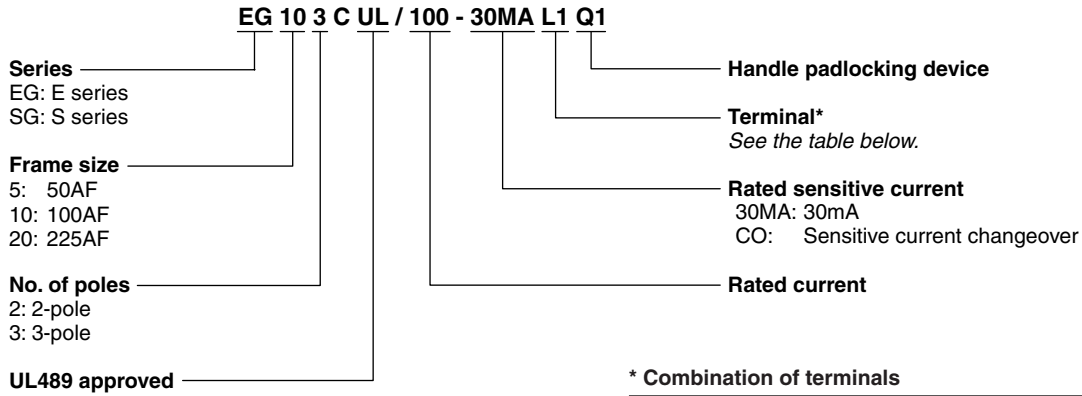 EG 10 3 C UL / 100 - 30MA L1 Q1
Series
EG: E series
SG: S series
Frame size
5: 50AF
10: 100AF
20: 225AF
No. of poles
2: 2-pole
3: 3-pole
UL489 approved
Handle padlocking device
Terminal*
See the table below.
Rated sensitive current
30MA: 30mA
CO: Sensitive current changeover
Rated current
* Combination of terminals